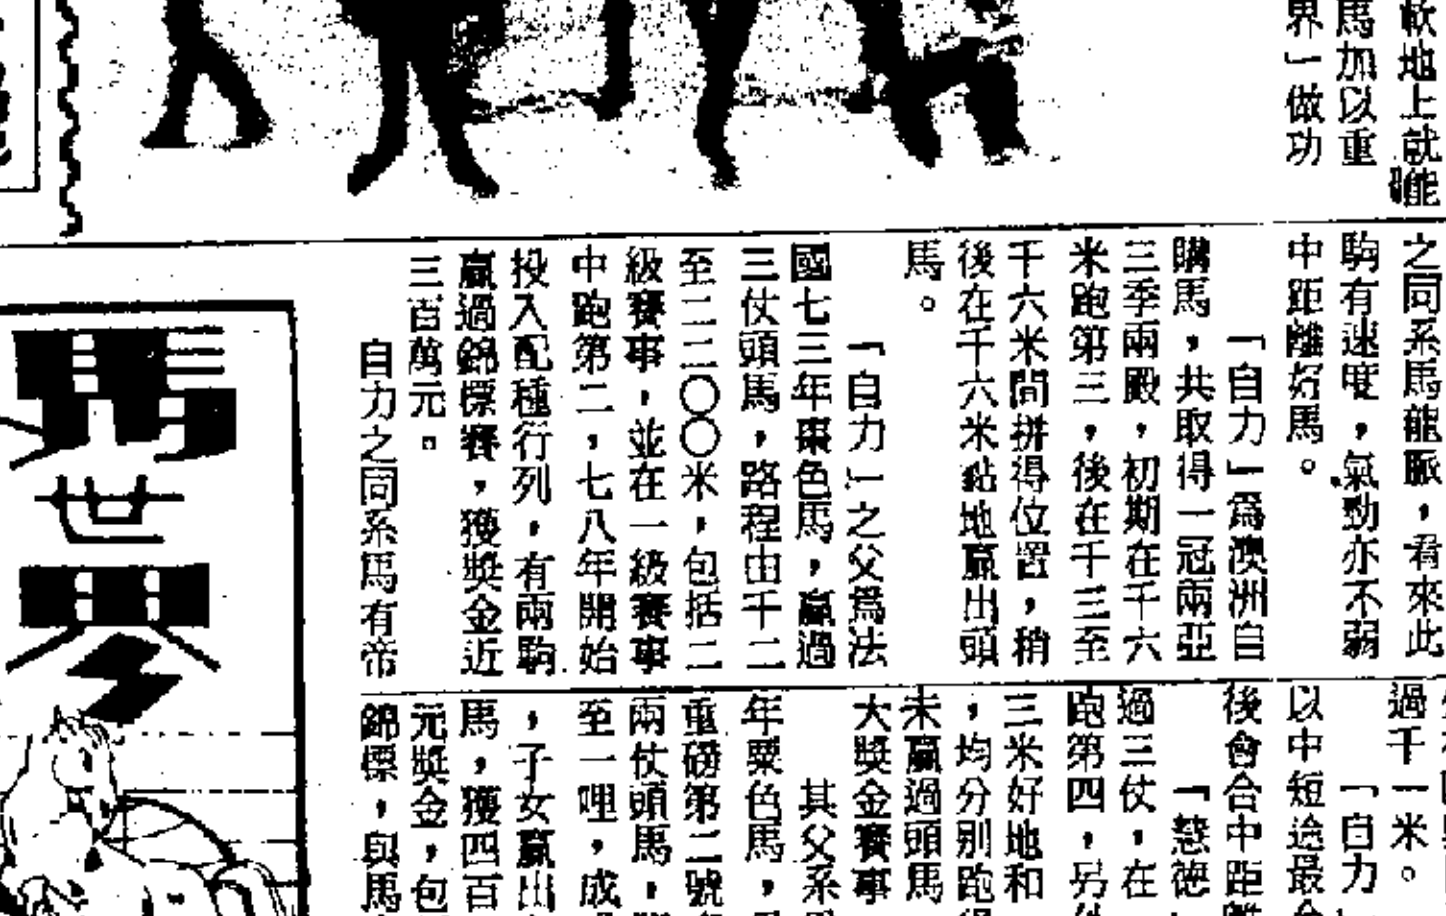 軟地上就能
馬加以重
界」做功
之同系馬龍脈，看來此
駒有速度，氣勁亦不弱
中距離好馬。
「自力」爲澳洲自
購馬，共取得一冠兩亞
三季兩殿，初期在千六
米跑第三，後在千三至
千六米間拼得位置，稍
後在千六米黏地贏出頭
馬。
「自力」之父爲法
國七三年棗色馬，贏過
三仗頭馬，路程由千二
至二二〇〇米，包括二
級賽事，並在一級賽事
中跑第二，七八年開始
投入配種行列，有兩駒
贏過錦標賽，獲獎金近
三百萬元。
自力之同系馬有帝
過千一米。
「自力
以中短途最
後會合中距離
「慧德
過三仗，在
跑第四，另
三米好地和
，均分別跑
未贏過頭馬
大獎金賽事
其父系
年栗色馬，
重磅第二號
兩仗頭馬，
至一哩，成
，子女贏出
馬，獲四百
元獎金，包
錦標，與馬
馬世界